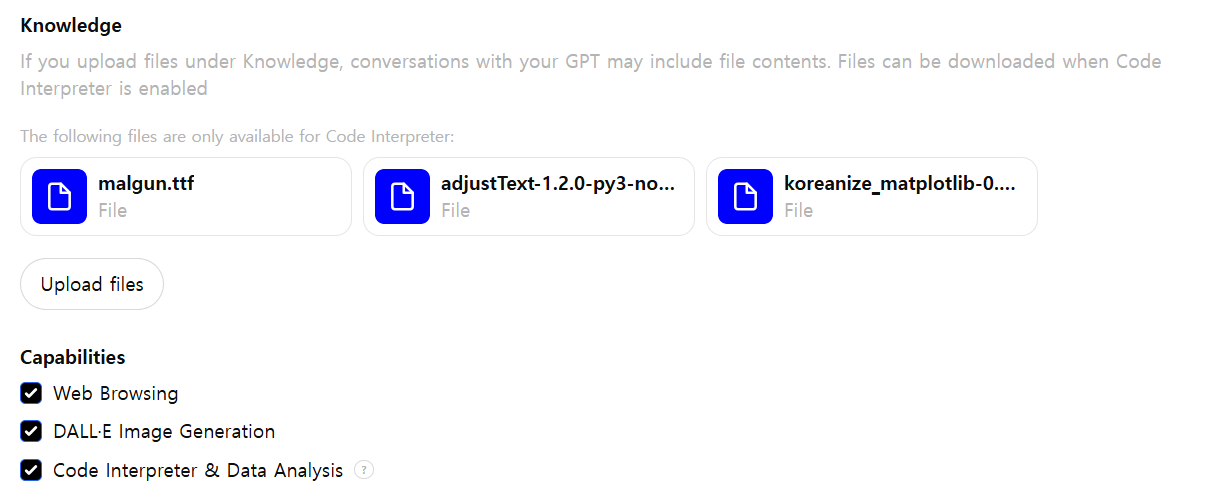 Knowledge
If you upload files under Knowledge, conversations with your GPT may include file contents. Files can be downloaded when Code
Interpreter is enabled
The following files are only available for Code Interpreter:
malgun.ttf
File
adjustText-1.2.0-py3-no...
File
koreanize_matplotlib-0....
File
Upload files
Capabilities
Web Browsing
DALL·E Image Generation
Code Interpreter & Data Analysis ?